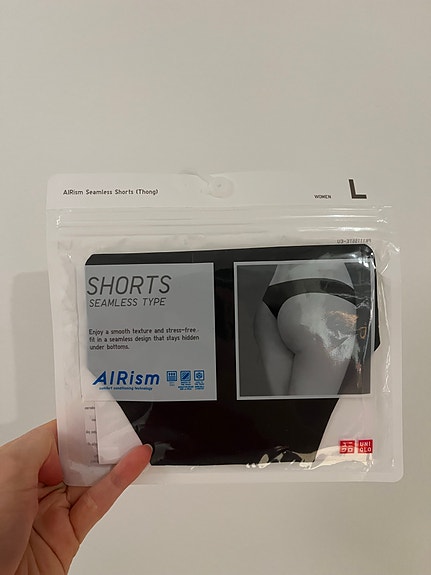 AIRism Seamless Shorts (Thong)
WOMEN
L
SHORTS
SEAMLESS TYPE
Enjoy a smooth texture and stress-free
fit in a seamless design that stays hidden
under bottoms.
AIRism
comfort conditioning technology
UNI
QLO